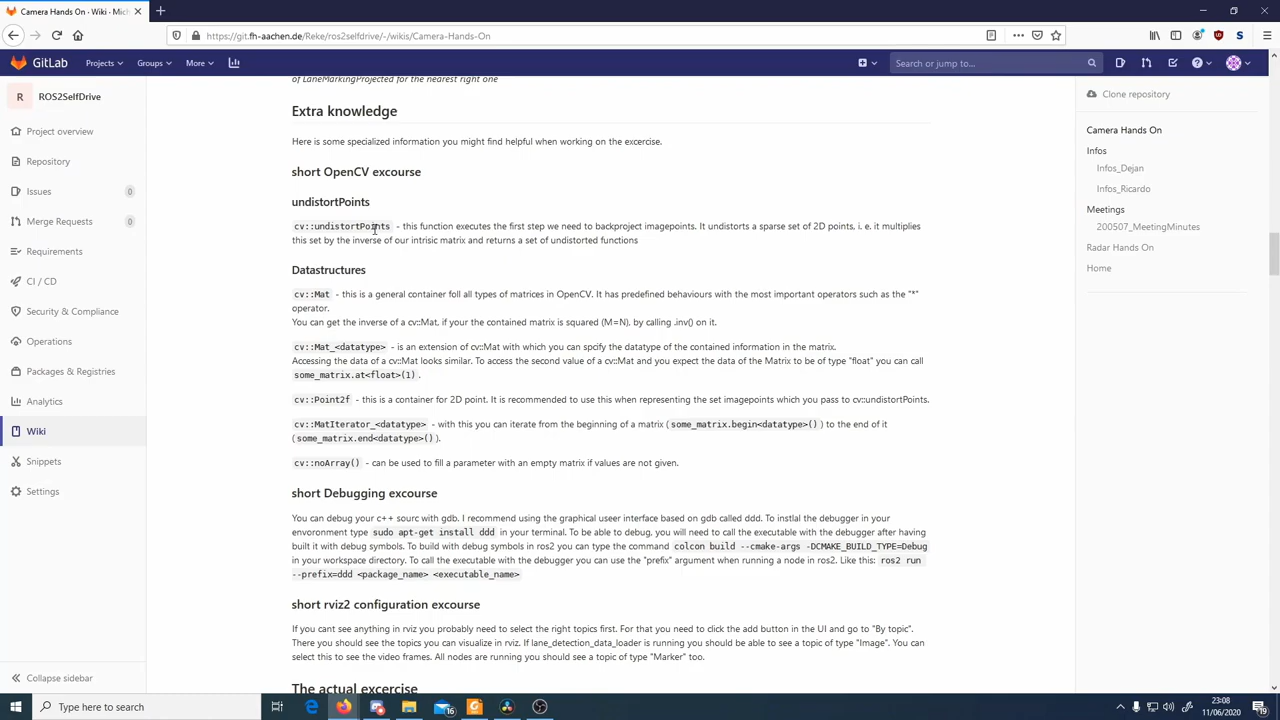 Camera Hands On · Wiki · Mich
https://git.fh-aachen.de/Reke/ros2selfdrive/-/wikis/Camera-Hands-On
GitLab
Projects
Groups
More
Search or jump to...
R
ROS2SelfDrive
Project overview
Repository
Issues
0
Merge Requests
0
Requirements
CI / CD
Security & Compliance
Operations
Packages & Registries
Analytics
Wiki
Snippets
Settings
Collapse sidebar
of LaneMarkingProjected for the nearest right one
Extra knowledge
Here is some specialized information you might find helpful when working on the excercise.
short OpenCV excourse
undistortPoints
cv::undistortPoints - this function executes the first step we need to backproject imagepoints. It undistorts a sparse set of 2D points, i. e. it multiplies
this set by the inverse of our intrisic matrix and returns a set of undistorted functions
Datastructures
cv::Mat - this is a general container foll all types of matrices in OpenCV. It has predefined behaviours with the most important operators such as the "*"
operator.
You can get the inverse of a cv::Mat, if your the contained matrix is squared (M=N), by calling .inv() on it.
cv::Mat_<datatype> - is an extension of cv::Mat with which you can spcify the datatype of the contained information in the matrix.
Accessing the data of a cv::Mat looks similar. To access the second value of a cv::Mat and you expect the data of the Matrix to be of type "float" you can call
some_matrix.at<float>(1).
cv::Point2f - this is a container for 2D point. It is recommended to use this when representing the set imagepoints which you pass to cv::undistortPoints.
cv::MatIterator_<datatype> - with this you can iterate from the beginning of a matrix (some_matrix.begin<datatype>()) to the end of it
(some_matrix.end<datatype>()).
cv::noArray() - can be used to fill a parameter with an empty matrix if values are not given.
short Debugging excourse
You can debug your c++ sourc with gdb. I recommend using the graphical useer interface based on gdb called ddd. To instlal the debugger in your
envoronment type sudo apt-get install ddd in your terminal. To be able to debug, you will need to call the executable with the debugger after having
built it with debug symbols. To build with debug symbols in ros2 you can type the command colcon build --cmake-args -DCMAKE_BUILD_TYPE=Debug
in your workspace directory. To call the executable with the debugger you can use the "prefix" argument when running a node in ros2. Like this: ros2 run
--prefix=ddd <package_name> <executable_name>
short rviz2 configuration excourse
If you cant see anything in rviz you probably need to select the right topics first. For that you need to click the add button in the UI and go to "By topic".
There you should see the topics you can visualize in rviz. If lane_detection_data_loader is running you should be able to see a topic of type "Image". You can
select this to see the video frames. All nodes are running you should see a topic of type "Marker" too.
The actual excercise
Clone repository
Camera Hands On
Infos
Infos_Dejan
Infos_Ricardo
Meetings
200507_MeetingMinutes
Radar Hands On
Home
Type here to search
16
23:08
11/06/2020
19